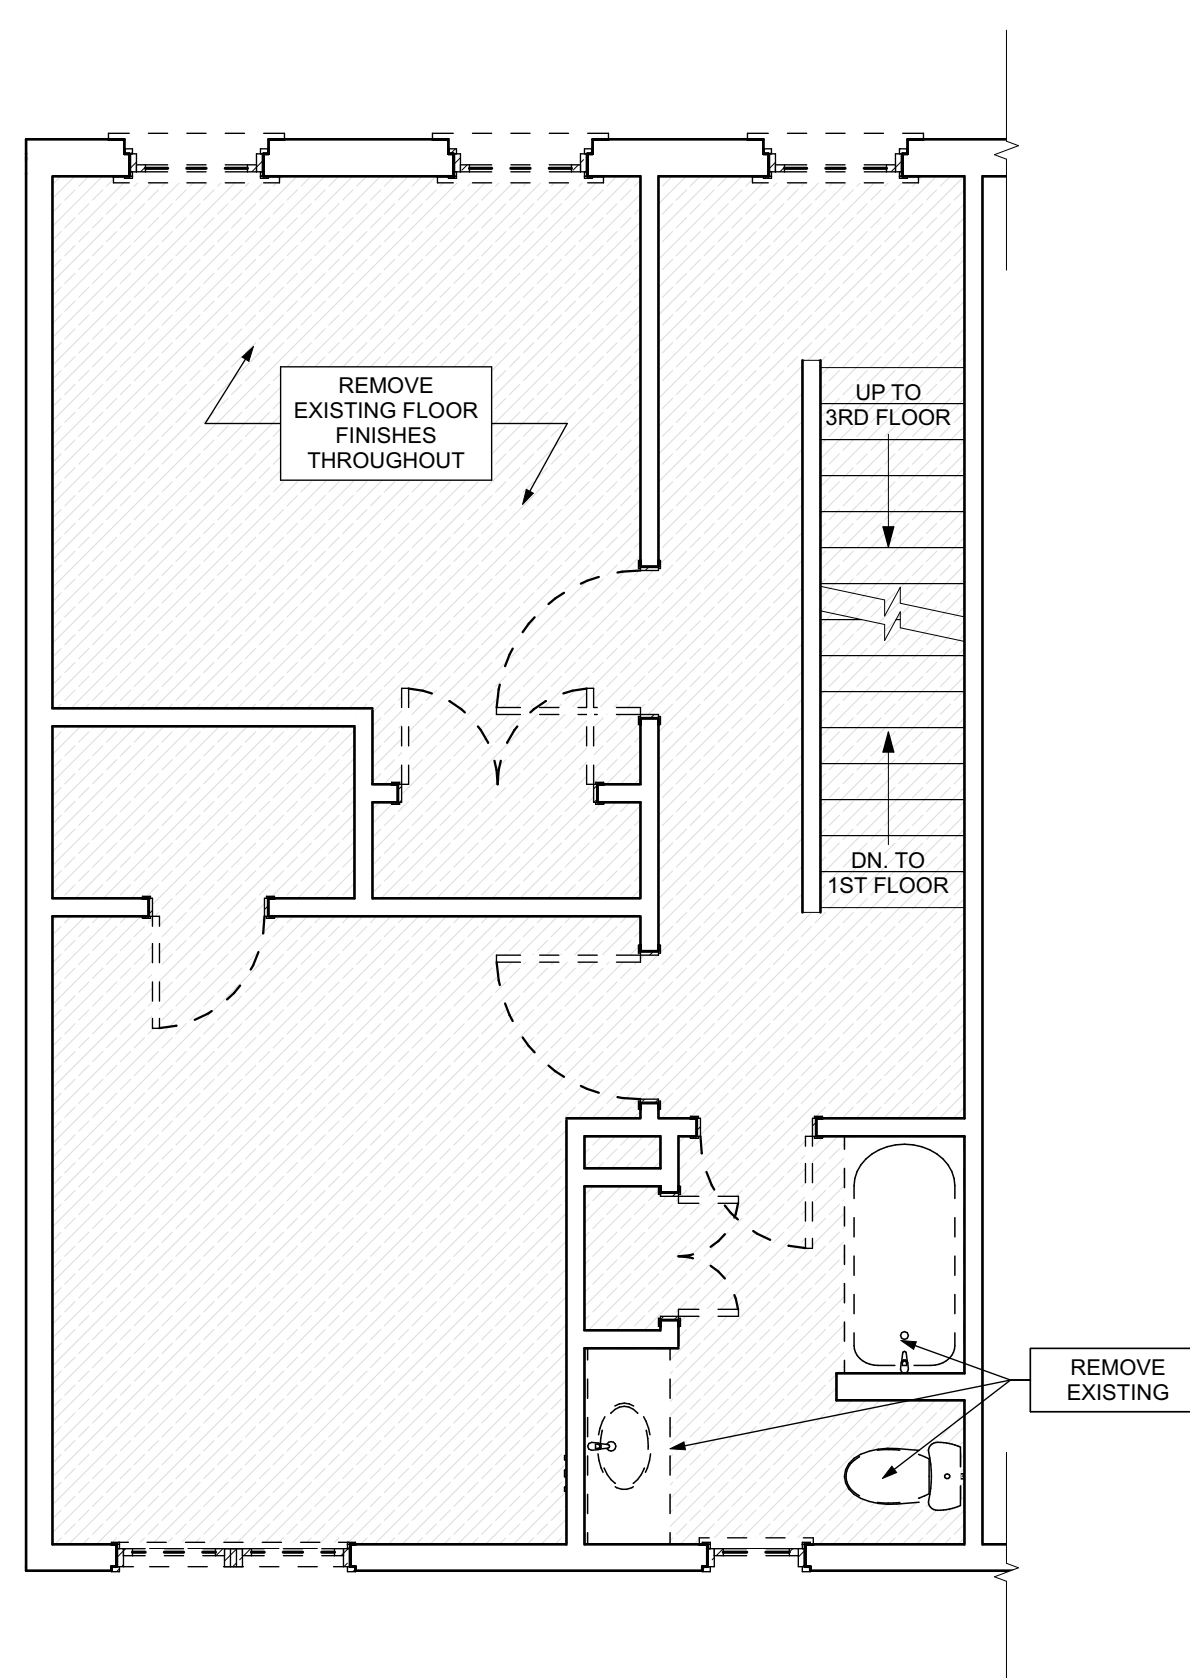 REMOVE
EXISTING FLOOR
FINISHES
THROUGHOUT
UP TO
3RD FLOOR
DN. TO
1ST FLOOR
REMOVE
EXISTING